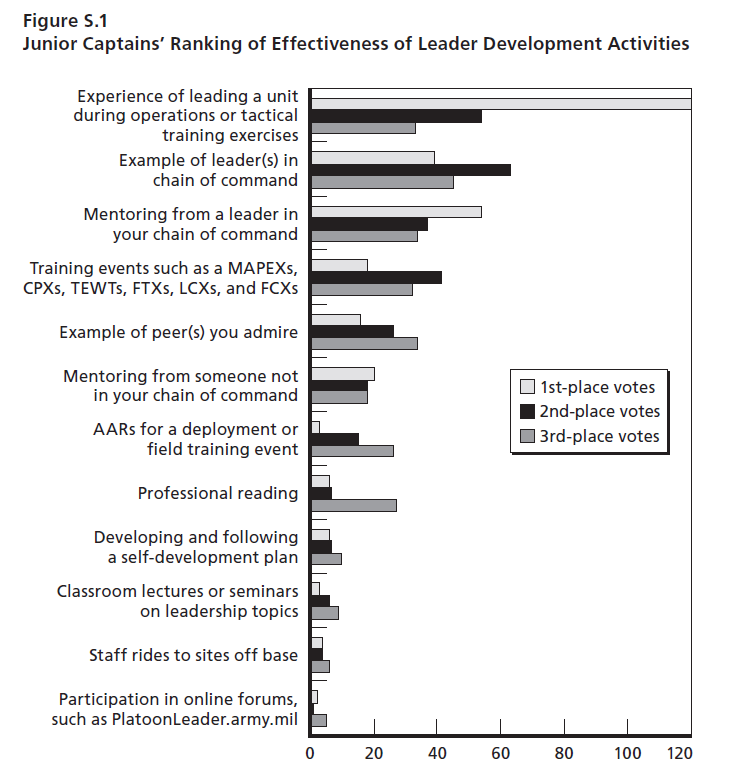 Figure S.1
Junior Captains’ Ranking of Effectiveness of Leader Development Activities
Experience of leading a unit
during operations or tactical
training exercises
Example of leader(s) in
chain of command
Mentoring from a leader in
your chain of command
Training events such as a MAPEXs,
CPXs, TEWTs, FTXs, LCXs, and FCXs
Example of peer(s) you admire
Mentoring from someone not
in your chain of command
AARs for a deployment or
field training event
Professional reading
Developing and following
a self-development plan
Classroom lectures or seminars
on leadership topics
Staff rides to sites off base
Participation in online forums,
such as PlatoonLeader.army.mil
1st-place votes
2nd-place votes
3rd-place votes
0 20 40 60 80 100 120